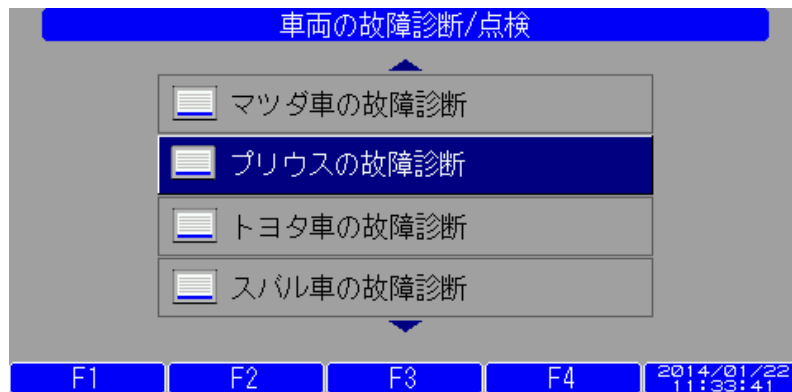 車両の故障診断/点検
マツダ車の故障診断
プリウスの故障診断
トヨタ車の故障診断
スバル車の故障診断
F1 F2 F3 F4 2014/01/22
11:33:41